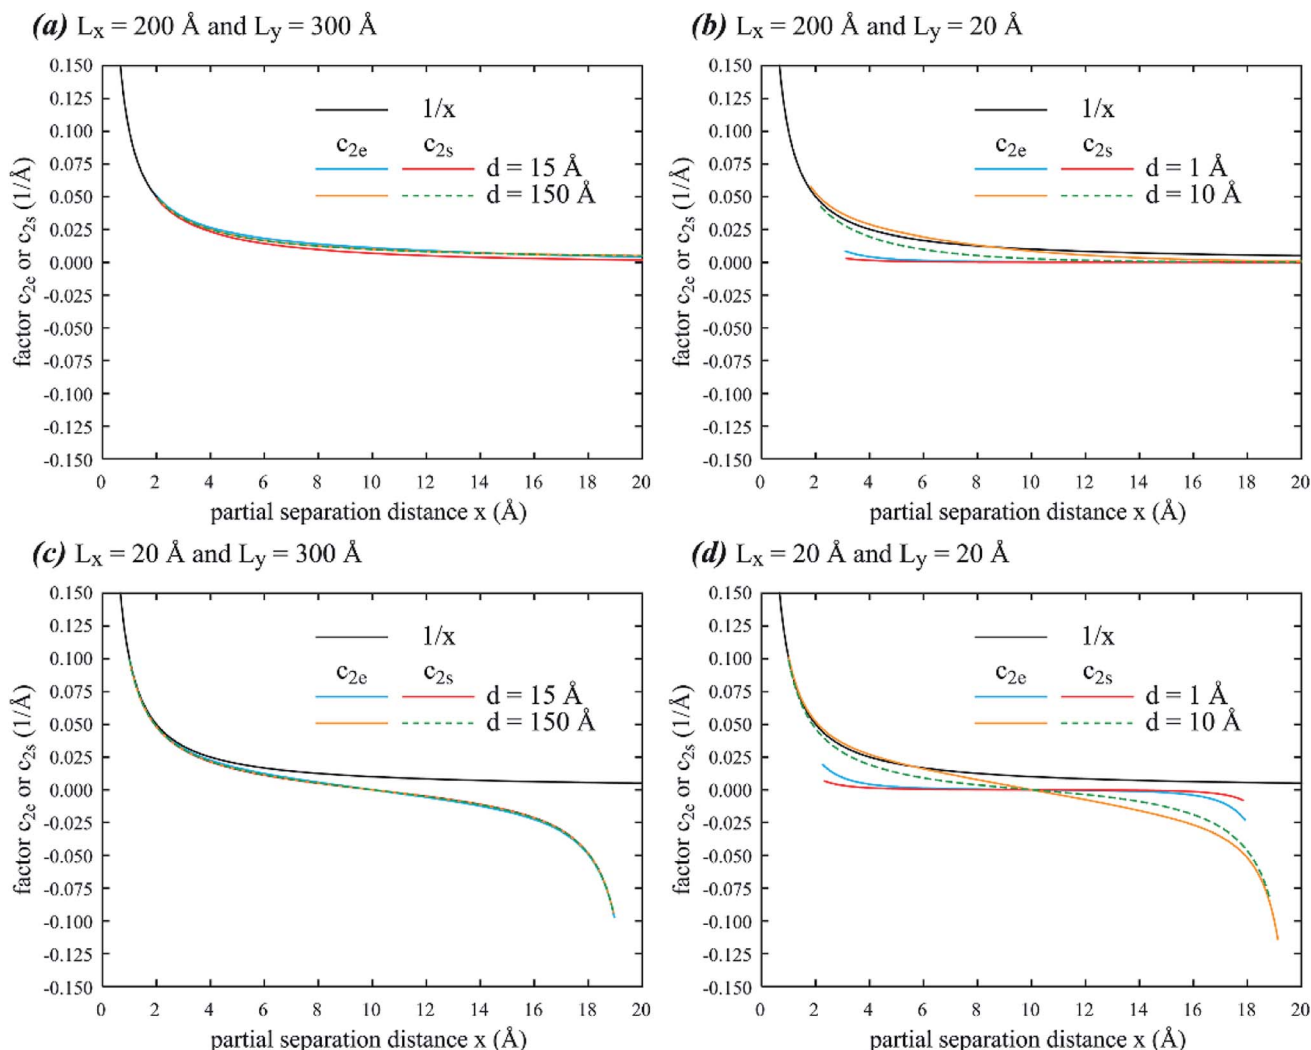 (a) Lx = 200 Å and Ly = 300 Å
0.150
0.125
0.100
0.075
0.050
0.025
0.000
-0.025
-0.050
-0.075
-0.100
-0.125
-0.150
factor c2e or c2s (1/Å)
1/x
c2e c2s
d = 15 Å
d = 150 Å
0 2 4 6 8 10 12 14 16 18 20
partial separation distance x (Å)
(b) Lx = 200 Å and Ly = 20 Å
0.150
0.125
0.100
0.075
0.050
0.025
0.000
-0.025
-0.050
-0.075
-0.100
-0.125
-0.150
factor c2e or c2s (1/Å)
1/x
c2e c2s
d = 1 Å
d = 10 Å
0 2 4 6 8 10 12 14 16 18 20
partial separation distance x (Å)
(c) Lx = 20 Å and Ly = 300 Å
0.150
0.125
0.100
0.075
0.050
0.025
0.000
-0.025
-0.050
-0.075
-0.100
-0.125
-0.150
factor c2e or c2s (1/Å)
1/x
c2e c2s
d = 15 Å
d = 150 Å
0 2 4 6 8 10 12 14 16 18 20
partial separation distance x (Å)
(d) Lx = 20 Å and Ly = 20 Å
0.150
0.125
0.100
0.075
0.050
0.025
0.000
-0.025
-0.050
-0.075
-0.100
-0.125
-0.150
factor c2e or c2s (1/Å)
1/x
c2e c2s
d = 1 Å
d = 10 Å
0 2 4 6 8 10 12 14 16 18 20
partial separation distance x (Å)